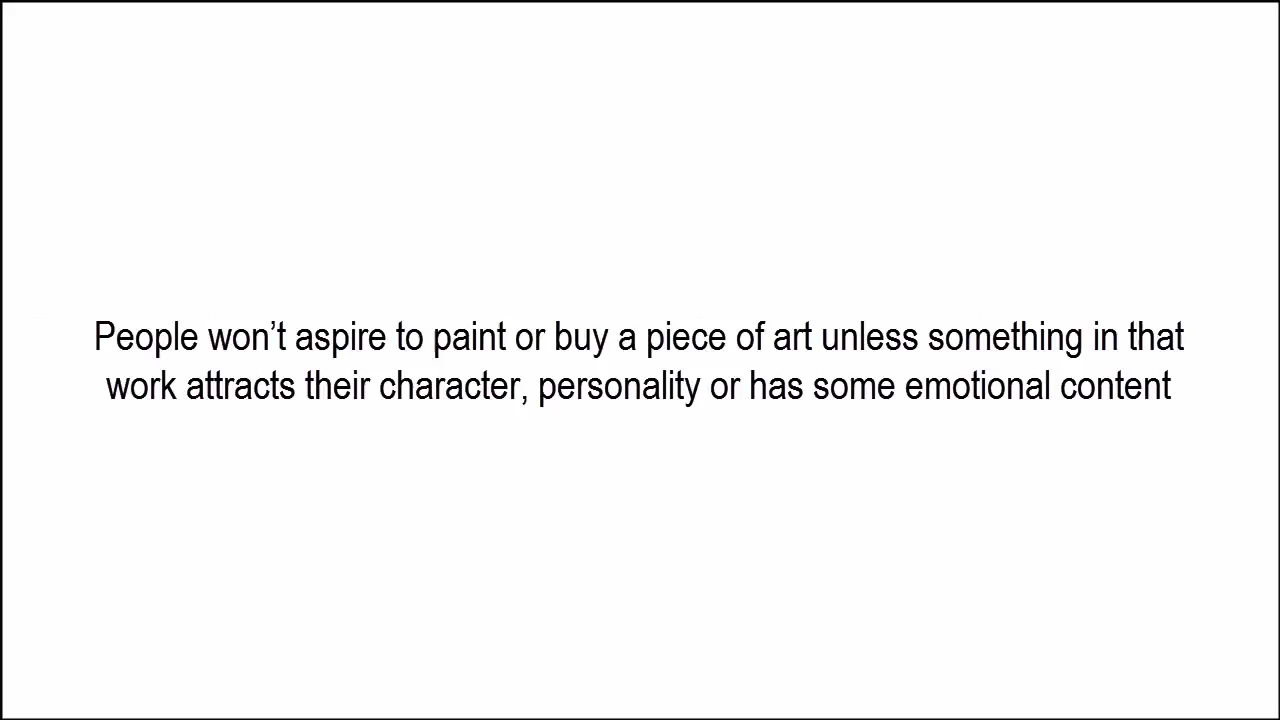 People won’t aspire to paint or buy a piece of art unless something in that
work attracts their character, personality or has some emotional content